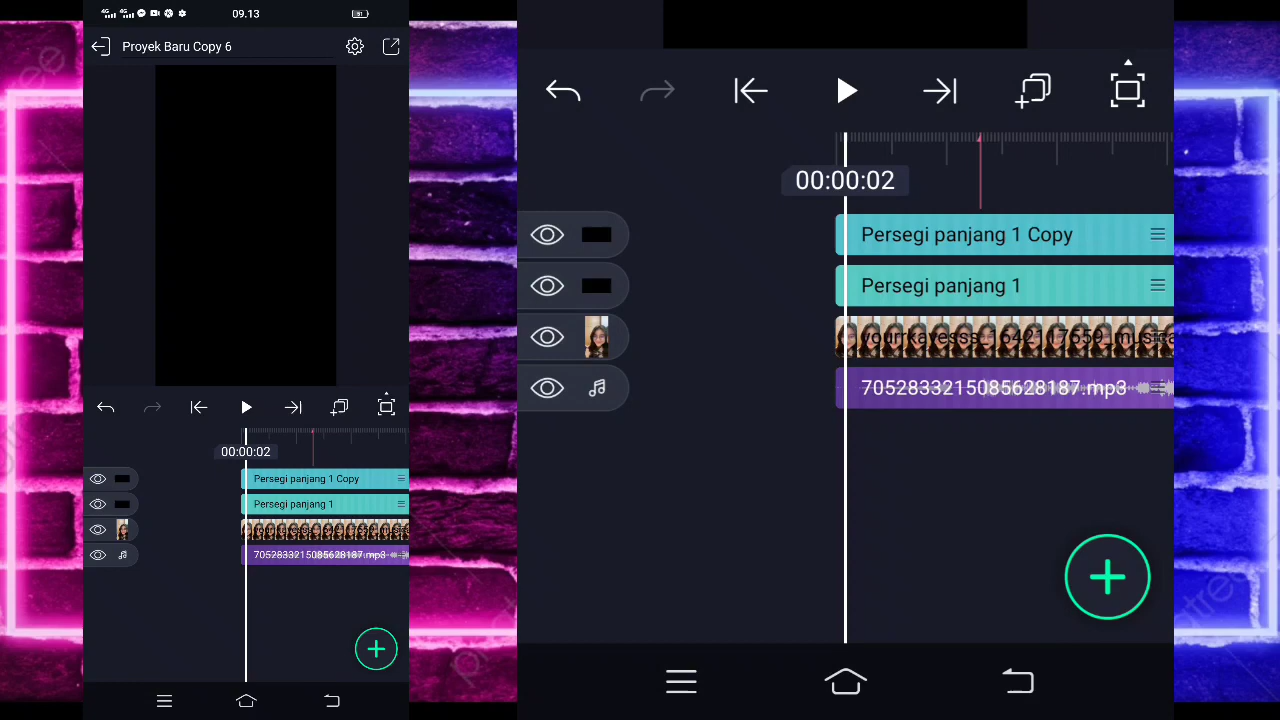 09.13
Proyek Baru Copy 6
00:00:02
Persegi panjang 1 Copy
Persegi panjang 1
7052833215085628187.mp3
00:00:02
Persegi panjang 1 Copy
Persegi panjang 1
7052833215085628187.mp3